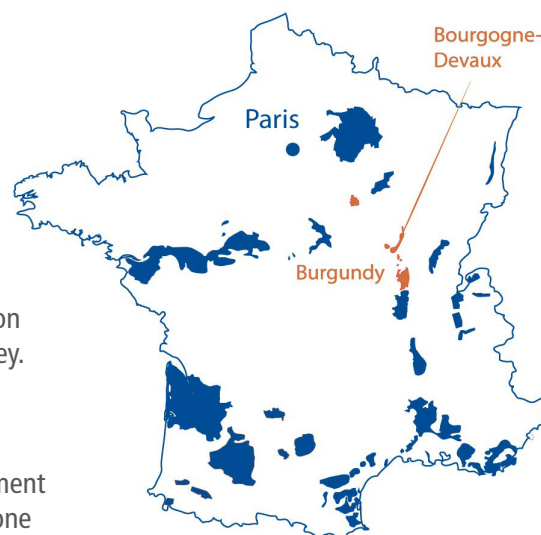 Bourgogne-
Devaux
Paris
Burgundy
on
ey.
ment
one